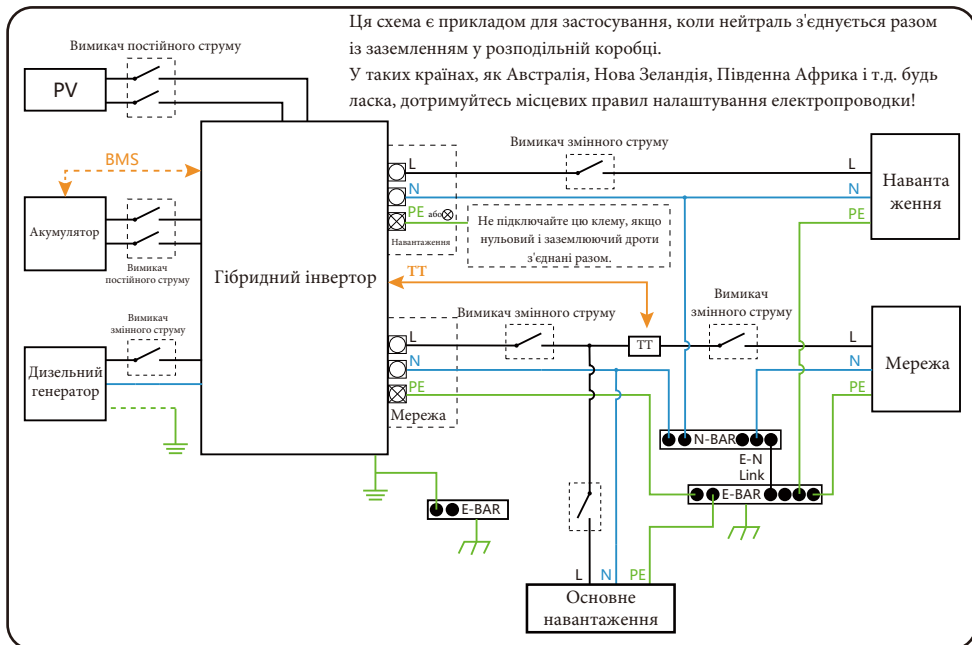 Ця схема є прикладом для застосування, коли нейтраль з'єднується разом
із заземленням у розподільній коробці.
У таких країнах, як Австралія, Нова Зеландія, Південна Африка і т.д. будь
ласка, дотримуйтесь місцевих правил налаштування електропроводки!
Вимикач постійного струму
PV
BMS
Акумулятор
Вимикач
постійного струму
Гібридний інвертор
Вимикач
змінного струму
Дизельний
генератор
L
N
PE або
Навантаження
Вимикач змінного струму
Не підключайте цю клему, якщо
нульовий і заземлюючий дроти
з'єднані разом.
L
N
PE
Наванта
ження
TT
Вимикач змінного струму
TT
Вимикач
змінного струму
L
N
PE
Мережа
L
N
PE
Мережа
N-BAR
E-N
Link
E-BAR
E-BAR
L
N
PE
Основне
навантаження